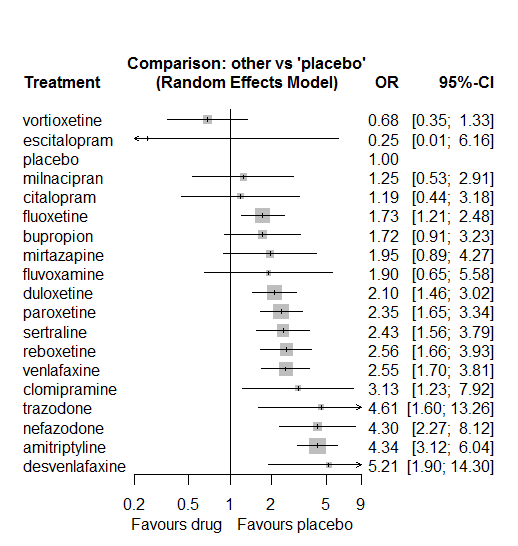 Comparison: other vs 'placebo'
Treatment (Random Effects Model) OR 95%-CI
vortioxetine 0.68 [0.35; 1.33]
escitalopram 0.25 [0.01; 6.16]
placebo 1.00
milnacipran 1.25 [0.53; 2.91]
citalopram 1.19 [0.44; 3.18]
fluoxetine 1.73 [1.21; 2.48]
bupropion 1.72 [0.91; 3.23]
mirtazapine 1.95 [0.89; 4.27]
fluvoxamine 1.90 [0.65; 5.58]
duloxetine 2.10 [1.46; 3.02]
paroxetine 2.35 [1.65; 3.34]
sertraline 2.43 [1.56; 3.79]
reboxetine 2.56 [1.66; 3.93]
venlafaxine 2.55 [1.70; 3.81]
clomipramine 3.13 [1.23; 7.92]
trazodone 4.61 [1.60; 13.26]
nefazodone 4.30 [2.27; 8.12]
amitriptyline 4.34 [3.12; 6.04]
desvenlafaxine 5.21 [1.90; 14.30]
0.2 0.5 1 2 5 9
Favours drug Favours placebo